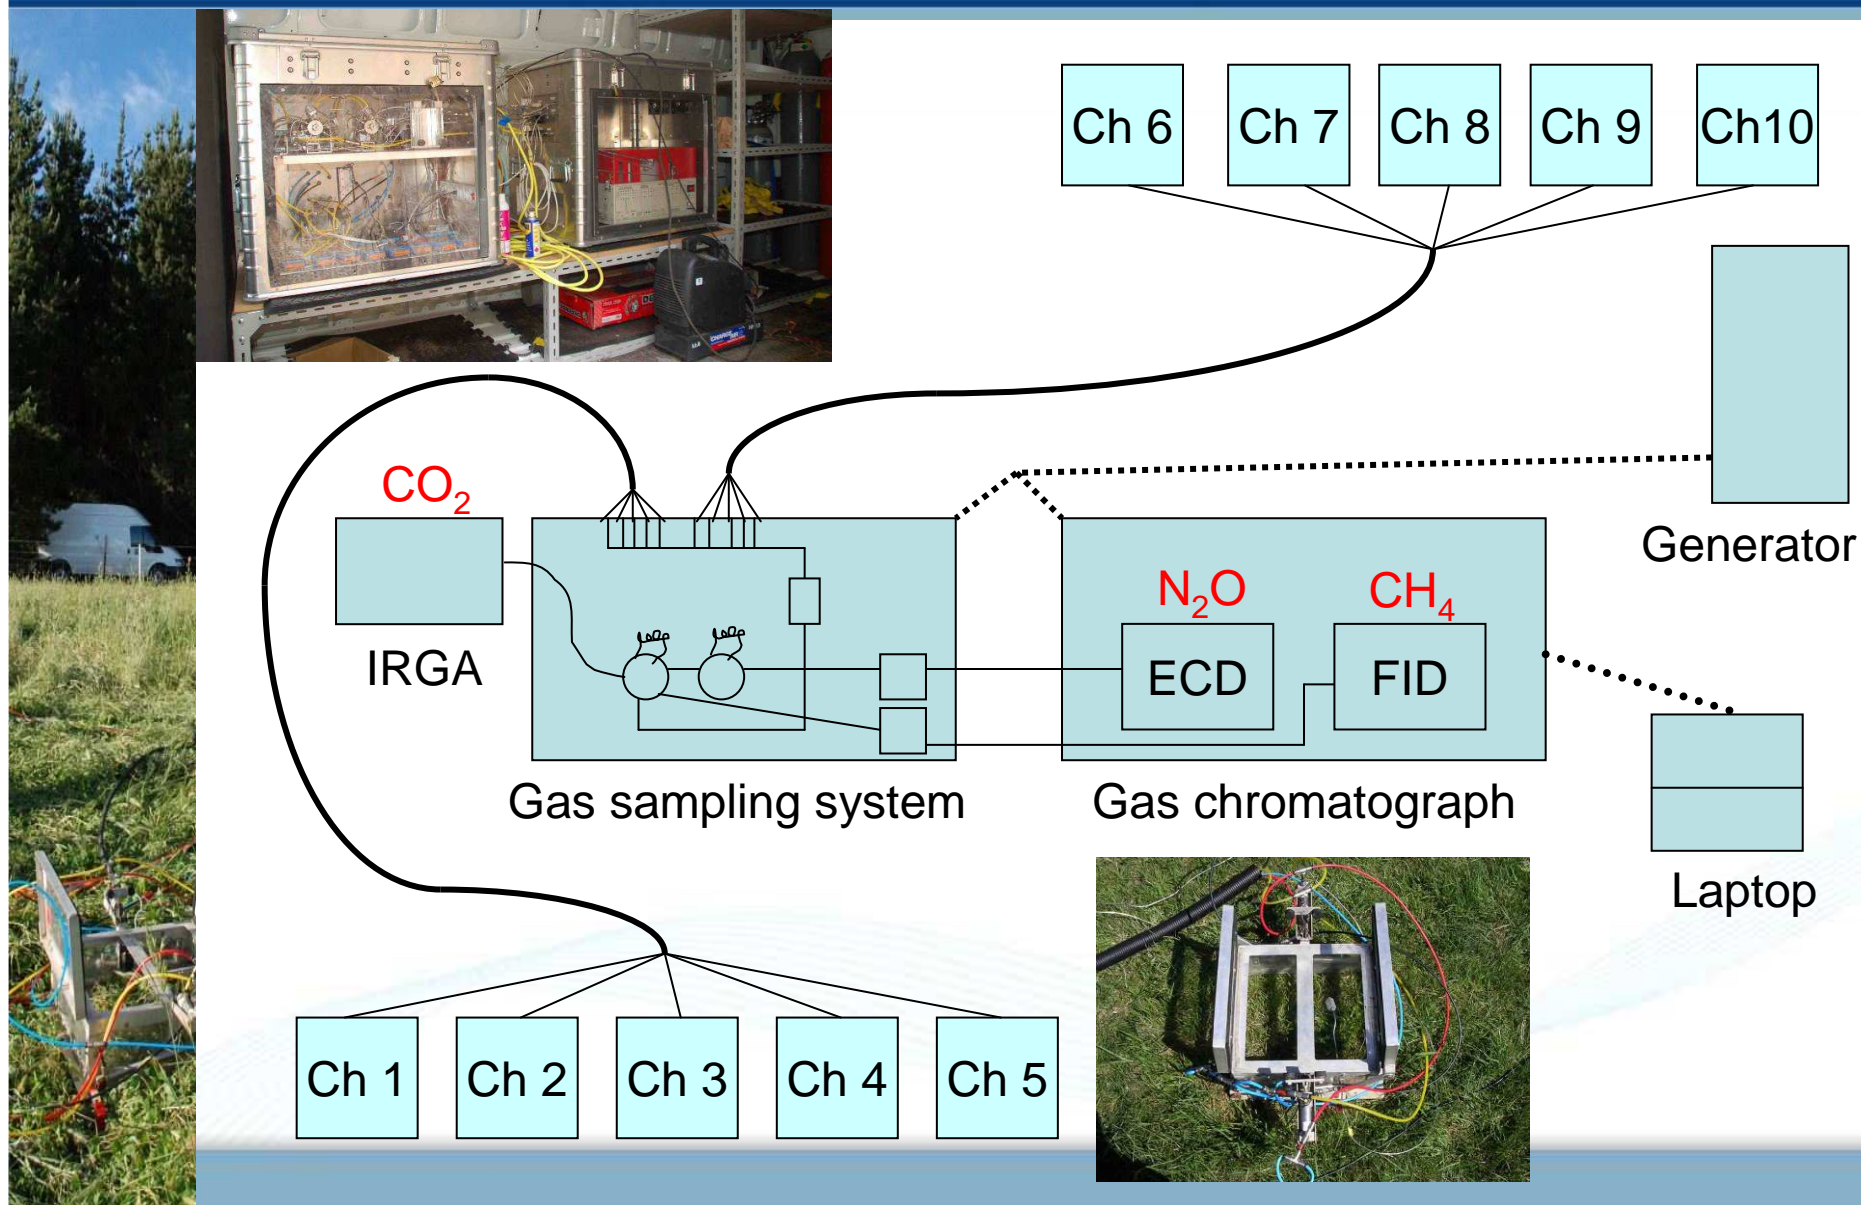 Ch 6 Ch 7 Ch 8 Ch 9 Ch10
Generator
CO₂
IRGA
N₂O CH₄
ECD FID
Gas sampling system Gas chromatograph
Laptop
Ch 1 Ch 2 Ch 3 Ch 4 Ch 5